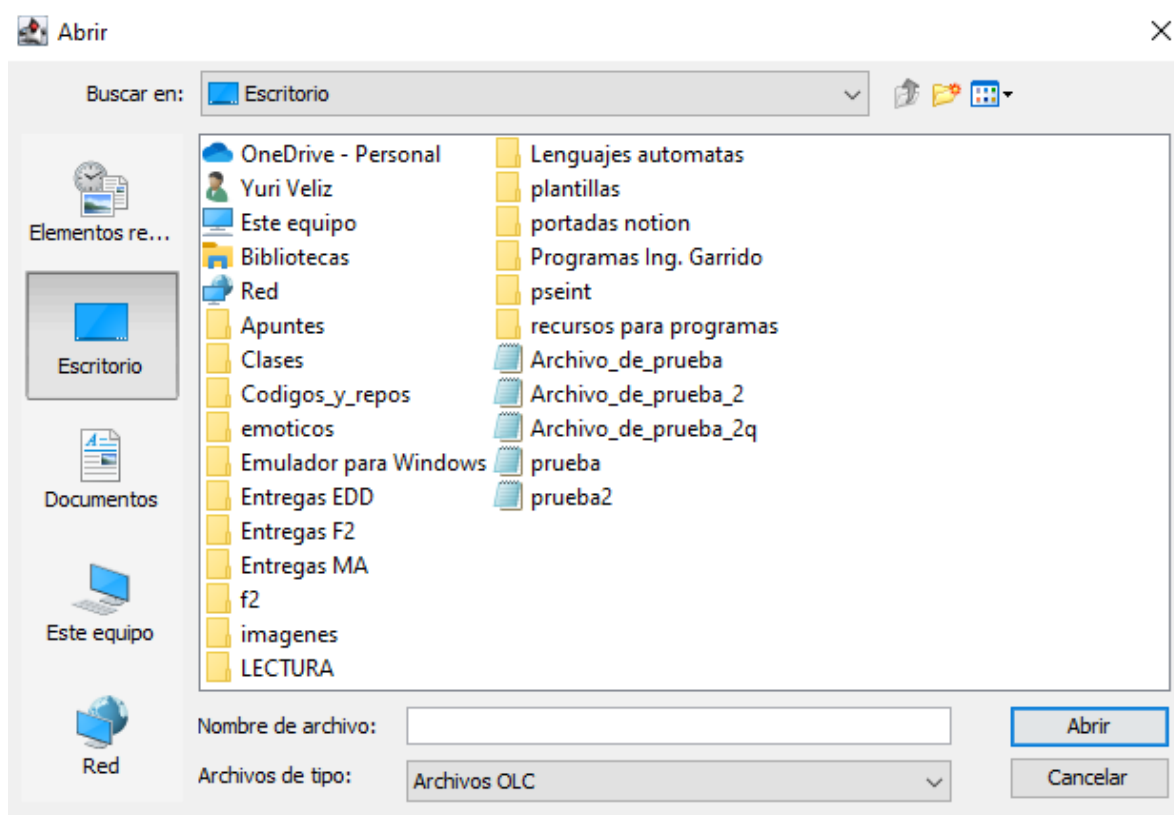 Abrir
Buscar en:
Escritorio
Elementos re...
Escritorio
Documentos
Este equipo
Red
OneDrive - Personal
Yuri Veliz
Este equipo
Bibliotecas
Red
Apuntes
Clases
Codigos_y_repos
emoticos
Emulador para Windows
Entregas EDD
Entregas F2
Entregas MA
f2
imagenes
LECTURA
Lenguajes automatas
plantillas
portadas notion
Programas Ing. Garrido
pseint
recursos para programas
Archivo_de_prueba
Archivo_de_prueba_2
Archivo_de_prueba_2q
prueba
prueba2
Nombre de archivo:
Abrir
Archivos de tipo:
Archivos OLC
Cancelar